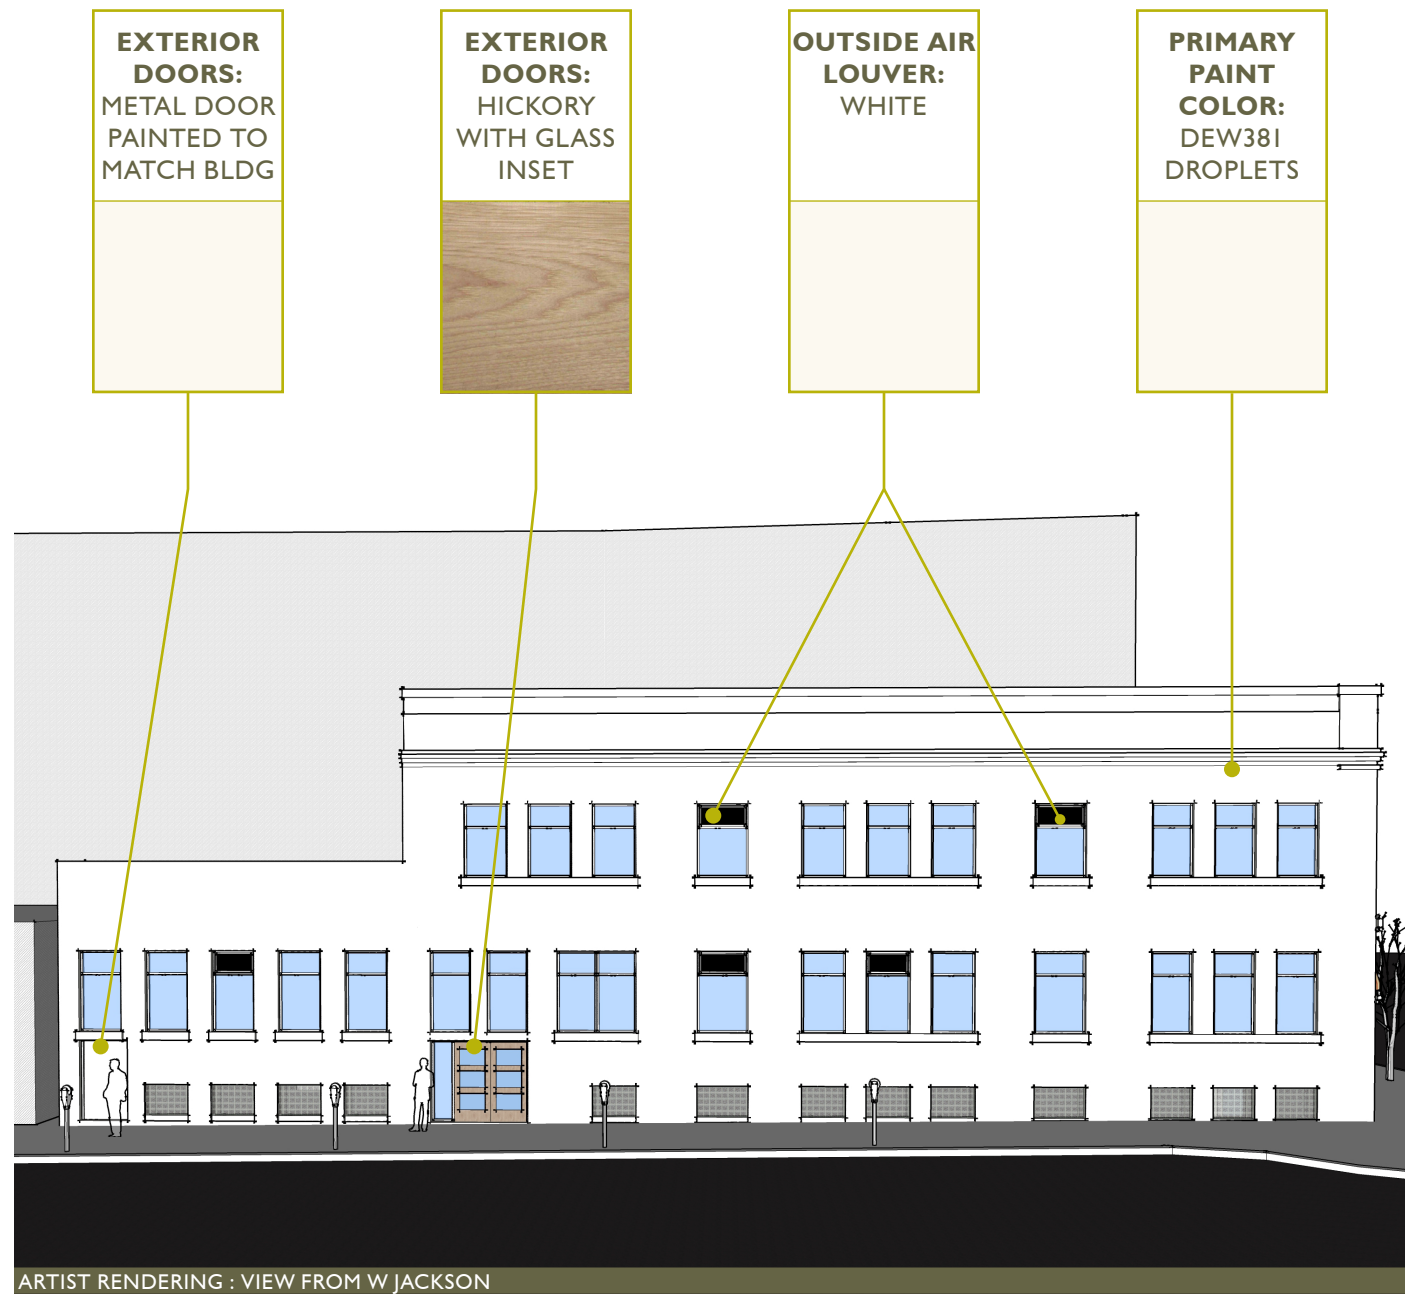 EXTERIOR
DOORS:
METAL DOOR
PAINTED TO
MATCH BLDG
EXTERIOR
DOORS:
HICKORY
WITH GLASS
INSET
OUTSIDE AIR
LOUVER:
WHITE
PRIMARY
PAINT
COLOR:
DEW381
DROPLETS
ARTIST RENDERING : VIEW FROM W JACKSON